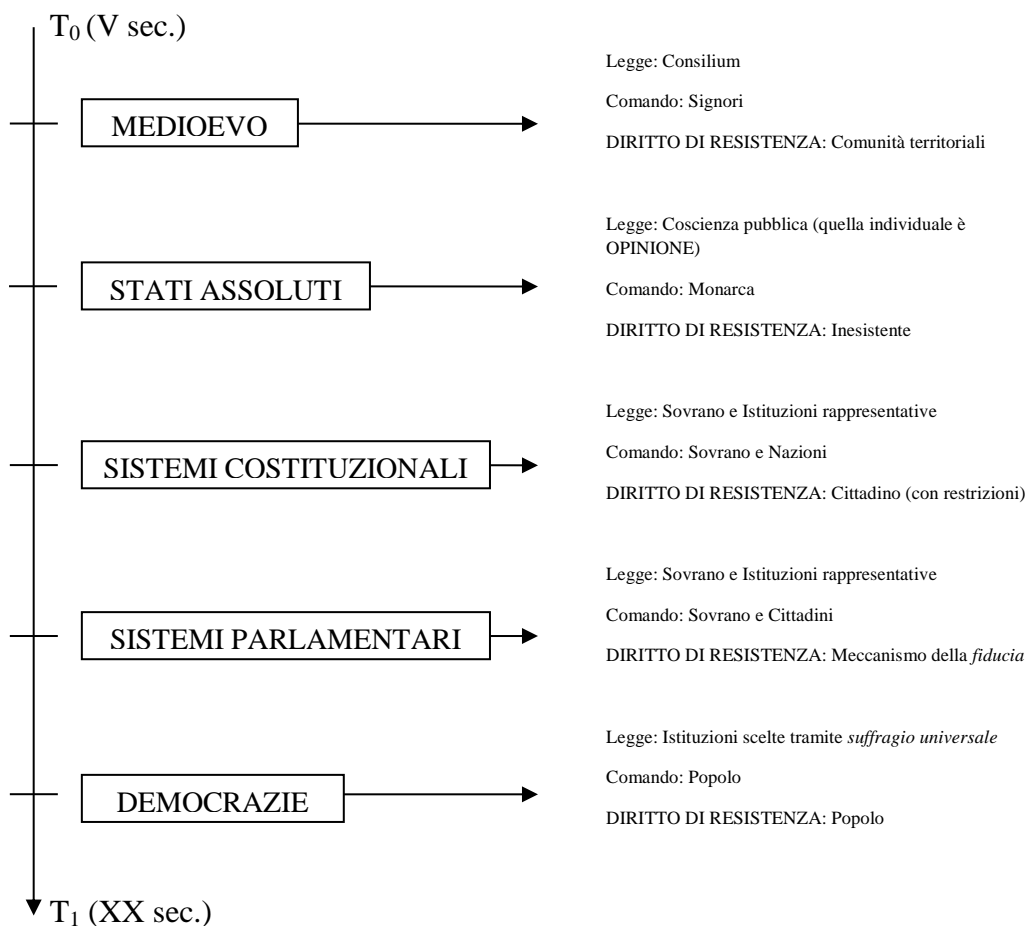 T0 (V sec.)
Legge: Consilium
Comando: Signori
MEDIOEVO
DIRITTO DI RESISTENZA: Comunità territoriali
Legge: Coscienza pubblica (quella individuale è
OPINIONE)
STATI ASSOLUTI
Comando: Monarca
DIRITTO DI RESISTENZA: Inesistente
Legge: Sovrano e Istituzioni rappresentative
SISTEMI COSTITUZIONALI
Comando: Sovrano e Nazioni
DIRITTO DI RESISTENZA: Cittadino (con restrizioni)
Legge: Sovrano e Istituzioni rappresentative
SISTEMI PARLAMENTARI
Comando: Sovrano e Cittadini
DIRITTO DI RESISTENZA: Meccanismo della fiducia
Legge: Istituzioni scelte tramite suffragio universale
DEMOCRAZIE
Comando: Popolo
DIRITTO DI RESISTENZA: Popolo
T1 (XX sec.)